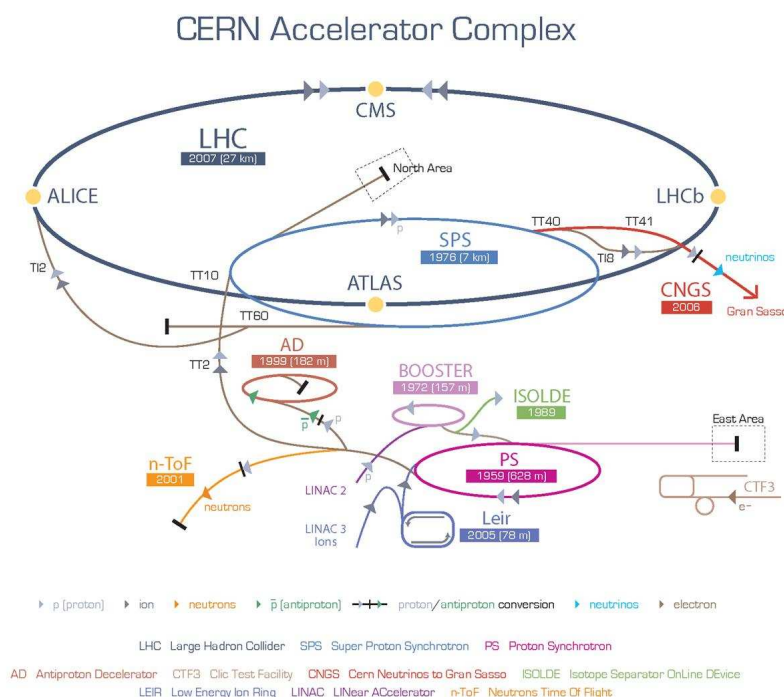 CERN Accelerator Complex
CMS
LHC
2007 (27 km)
North Area
ALICE
LHCb
TT40
TT41
SPS
1976 (7 km)
p
TI2
TI8
neutrinos
TT10
ATLAS
CNGS
2006
Gran Sasso
TT60
AD
1999 (182 m)
TT2
BOOSTER
1972 (157 m)
ISOLDE
1989
p̅
p
East Area
n-ToF
2001
PS
1959 (628 m)
LINAC 2
p
neutrons
CTF3
e-
LINAC 3
Ions
Leir
2005 (78 m)
p (proton) ion neutrons p̅ (antiproton) proton/antiproton conversion neutrinos electron
LHC Large Hadron Collider SPS Super Proton Synchrotron PS Proton Synchrotron
AD Antiproton Decelerator CTF3 Clic Test Facility CNGS Cern Neutrinos to Gran Sasso ISOLDE Isotope Separator OnLine DEvice
LEIR Low Energy Ion Ring LINAC LINear ACcelerator n-ToF Neutrons Time Of Flight